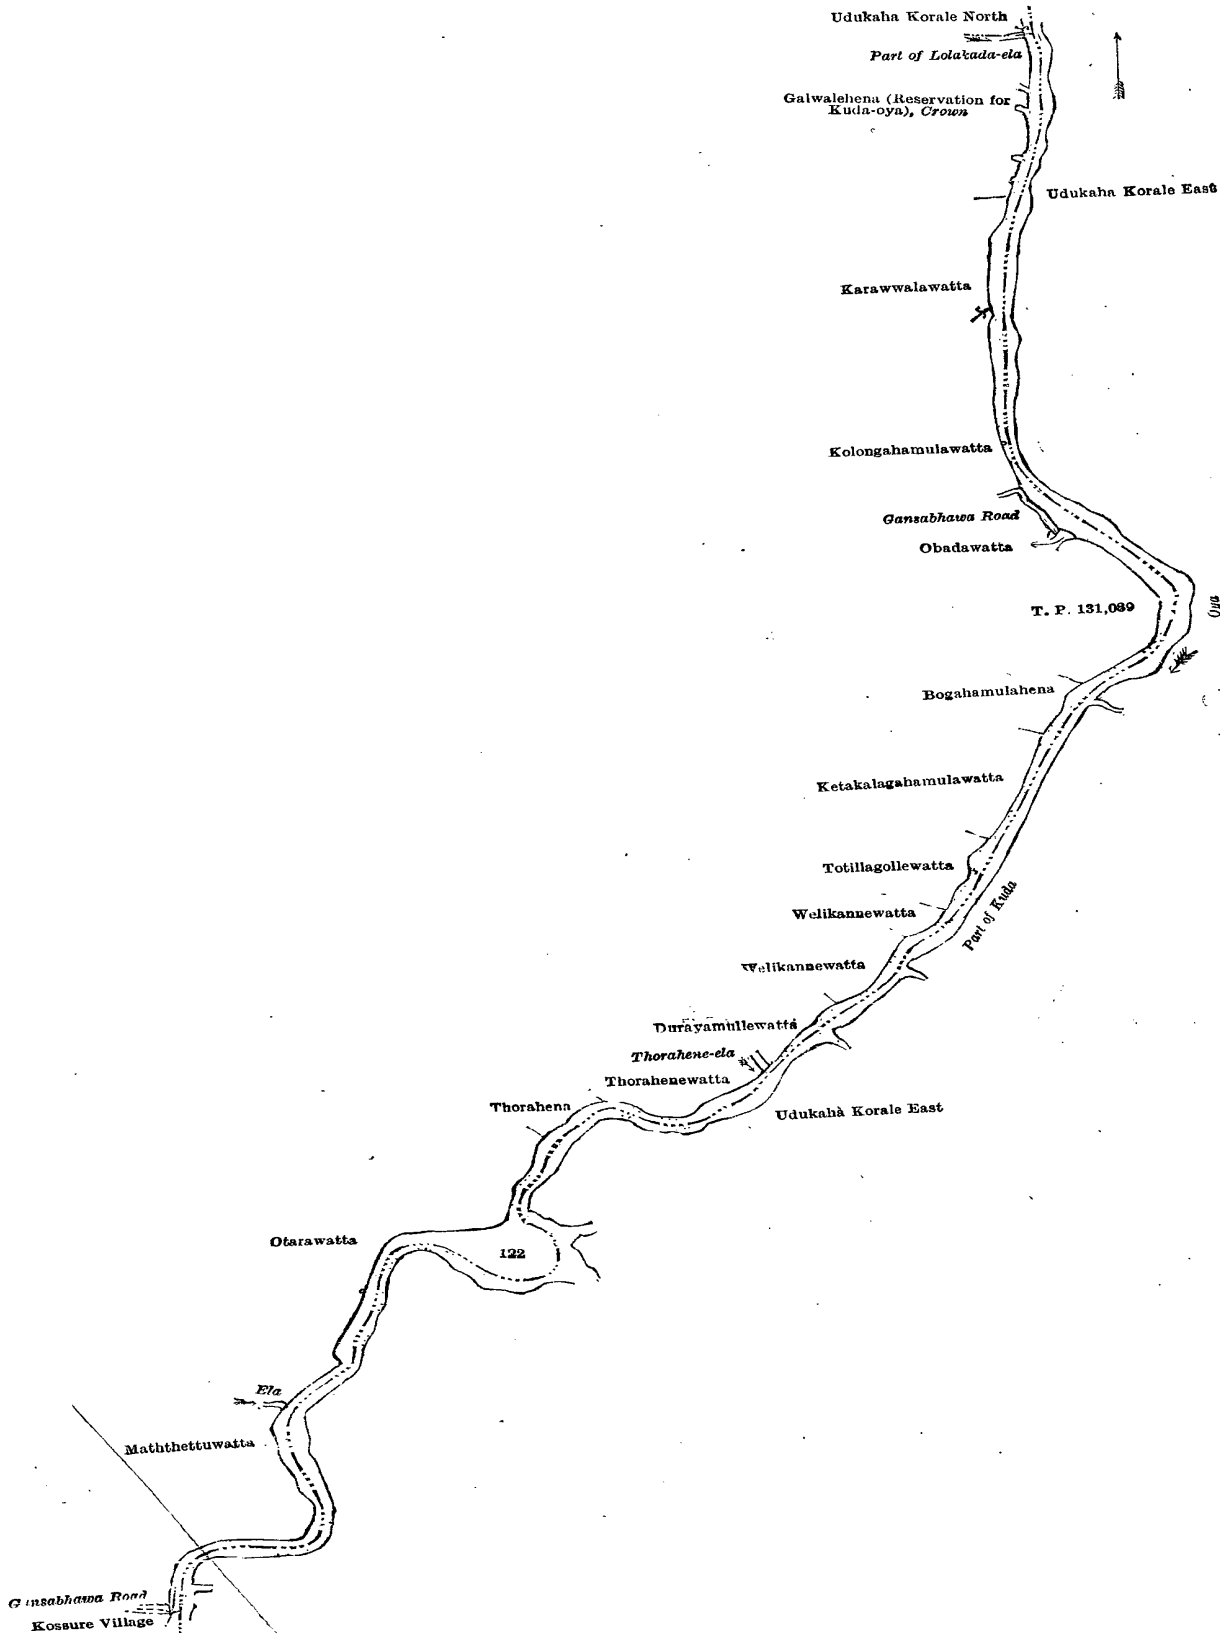 Udukaha Korale North
Part of Lolakada-ela
Galwalehena (Reservation for
Kuda-oya), Crown
Udukaha Korale East
Karawwalawatta
Kolongahamulawatta
Gansabhawa Road
Obadawatta
T. P. 131,089
Oya
Bogahamulahena
Ketakalagahamulawatta
Totillagollewatta
Welikannewatta
Part of Kuda
Welikannewatta
Durayamullewatta
Thorahene-ela
Thorahenewatta
Thorahena
Udukaha Korale East
Otarawatta
122
Ela
Maththettuwatta
Gansabhawa Road
Kossure Village